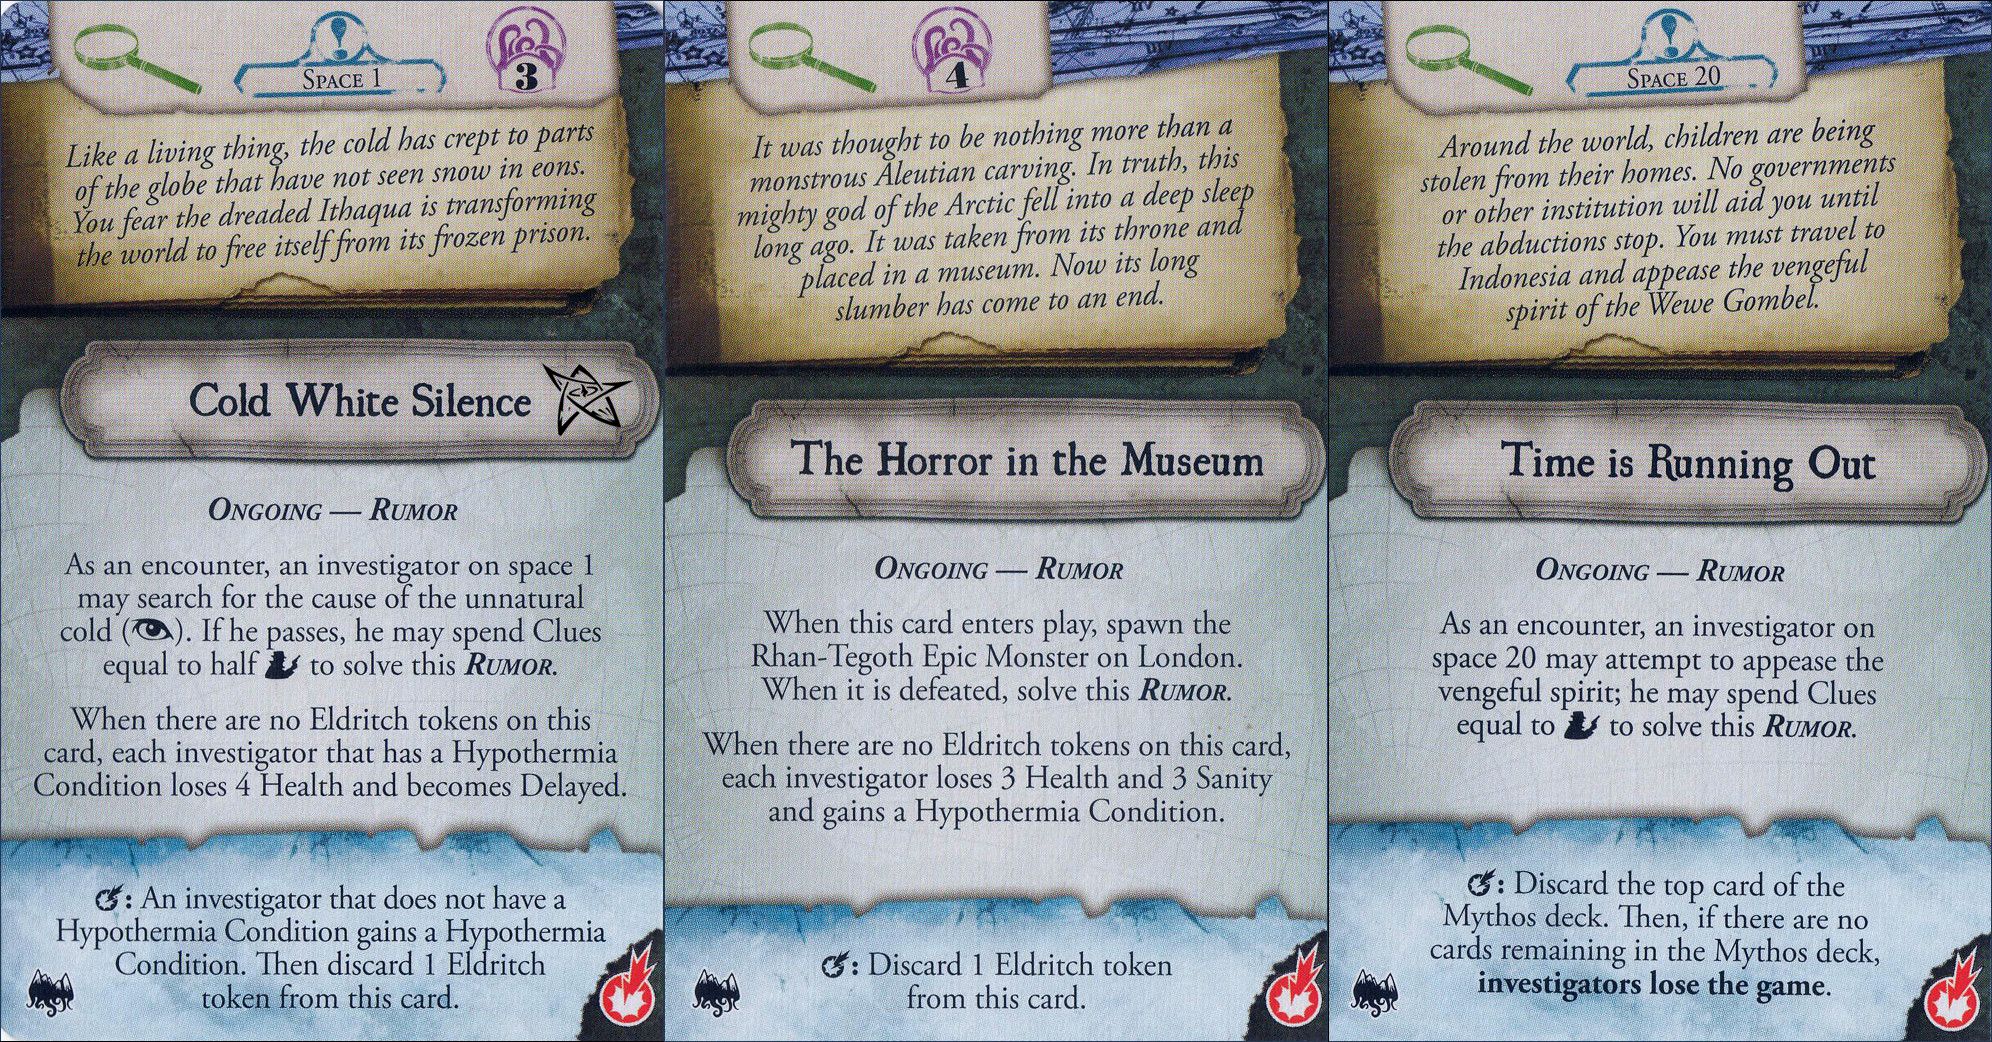 SPACE 1
3
Like a living thing, the cold has crept to parts
of the globe that have not seen snow in eons.
You fear the dreaded Ithaqua is transforming
the world to free itself from its frozen prison.
Cold White Silence
ONGOING — RUMOR
As an encounter, an investigator on space 1
may search for the cause of the unnatural
cold ( ). If he passes, he may spend Clues
equal to half to solve this RUMOR.
When there are no Eldritch tokens on this
card, each investigator that has a Hypothermia
Condition loses 4 Health and becomes Delayed.
: An investigator that does not have a
Hypothermia Condition gains a Hypothermia
Condition. Then discard 1 Eldritch
token from this card.
4
It was thought to be nothing more than a
monstrous Aleutian carving. In truth, this
mighty god of the Arctic fell into a deep sleep
long ago. It was taken from its throne and
placed in a museum. Now its long
slumber has come to an end.
The Horror in the Museum
ONGOING — RUMOR
When this card enters play, spawn the
Rhan-Tegoth Epic Monster on London.
When it is defeated, solve this RUMOR.
When there are no Eldritch tokens on this card,
each investigator loses 3 Health and 3 Sanity
and gains a Hypothermia Condition.
: Discard 1 Eldritch token
from this card.
SPACE 20
Around the world, children are being
stolen from their homes. No governments
or other institution will aid you until
the abductions stop. You must travel to
Indonesia and appease the vengeful
spirit of the Wewe Gombel.
Time is Running Out
ONGOING — RUMOR
As an encounter, an investigator on
space 20 may attempt to appease the
vengeful spirit; he may spend Clues
equal to to solve this RUMOR.
: Discard the top card of the
Mythos deck. Then, if there are no
cards remaining in the Mythos deck,
investigators lose the game.